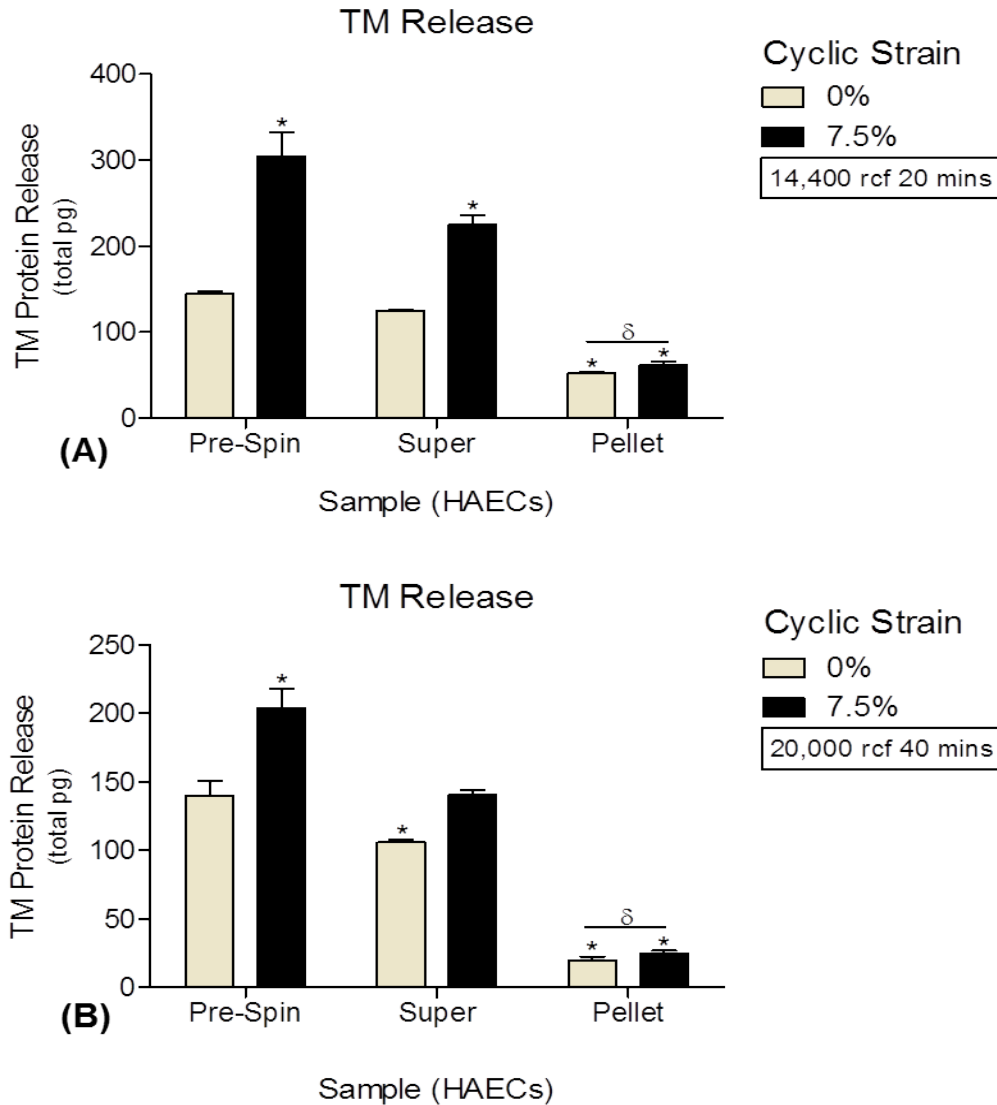 TM Release
Cyclic Strain
0%
7.5%
14,400 rcf 20 mins
TM Protein Release
(total pg)
400
300
200
100
0
*
*
δ
*
*
Pre-Spin
Super
Pellet
(A)
Sample (HAECs)
TM Release
Cyclic Strain
0%
7.5%
20,000 rcf 40 mins
TM Protein Release
(total pg)
250
200
150
100
50
0
*
*
δ
*
*
Pre-Spin
Super
Pellet
(B)
Sample (HAECs)